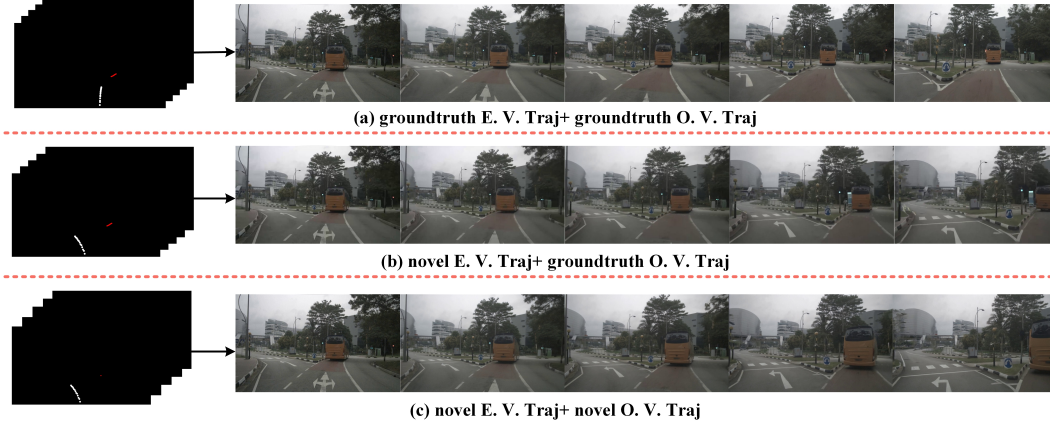 (a) groundtruth E. V. Traj+ groundtruth O. V. Traj
(b) novel E. V. Traj+ groundtruth O. V. Traj
(c) novel E. V. Traj+ novel O. V. Traj